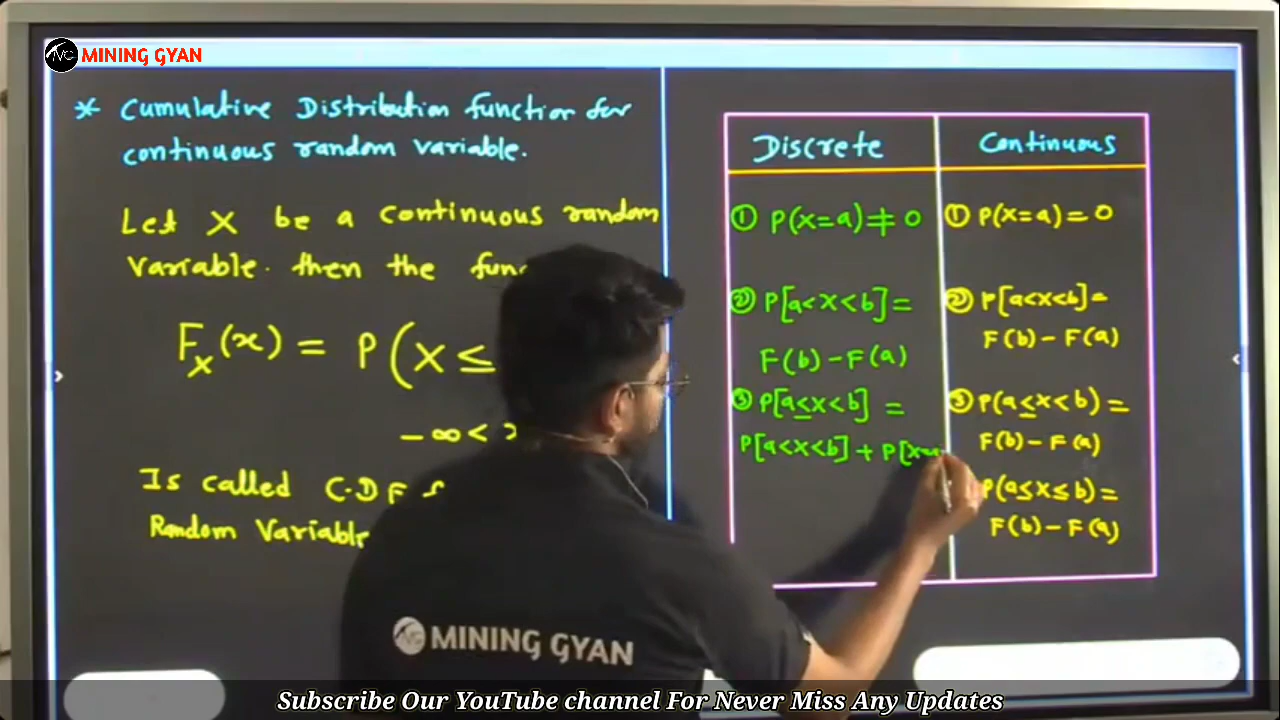 MINING GYAN
* Cumulative Distribution function for
continuous random variable.
Let X be a continuous random
Variable. then the
F_X(x) = P(X ≤
-∞ <
Is called C.D.F
Random Variable
Discrete
① P(x=a) ≠ 0
② P[a<x<b] =
F(b) - F(a)
③ P[a≤x<b] =
P[a<x<b] + P[x=a
Continuous
① P(x=a) = 0
② P[a<x<b] =
F(b) - F(a)
③ P(a≤x<b) =
F(b) - F(a)
P(a≤x≤b) =
F(b) - F(a)
MINING GYAN
Subscribe Our YouTube channel For Never Miss Any Updates